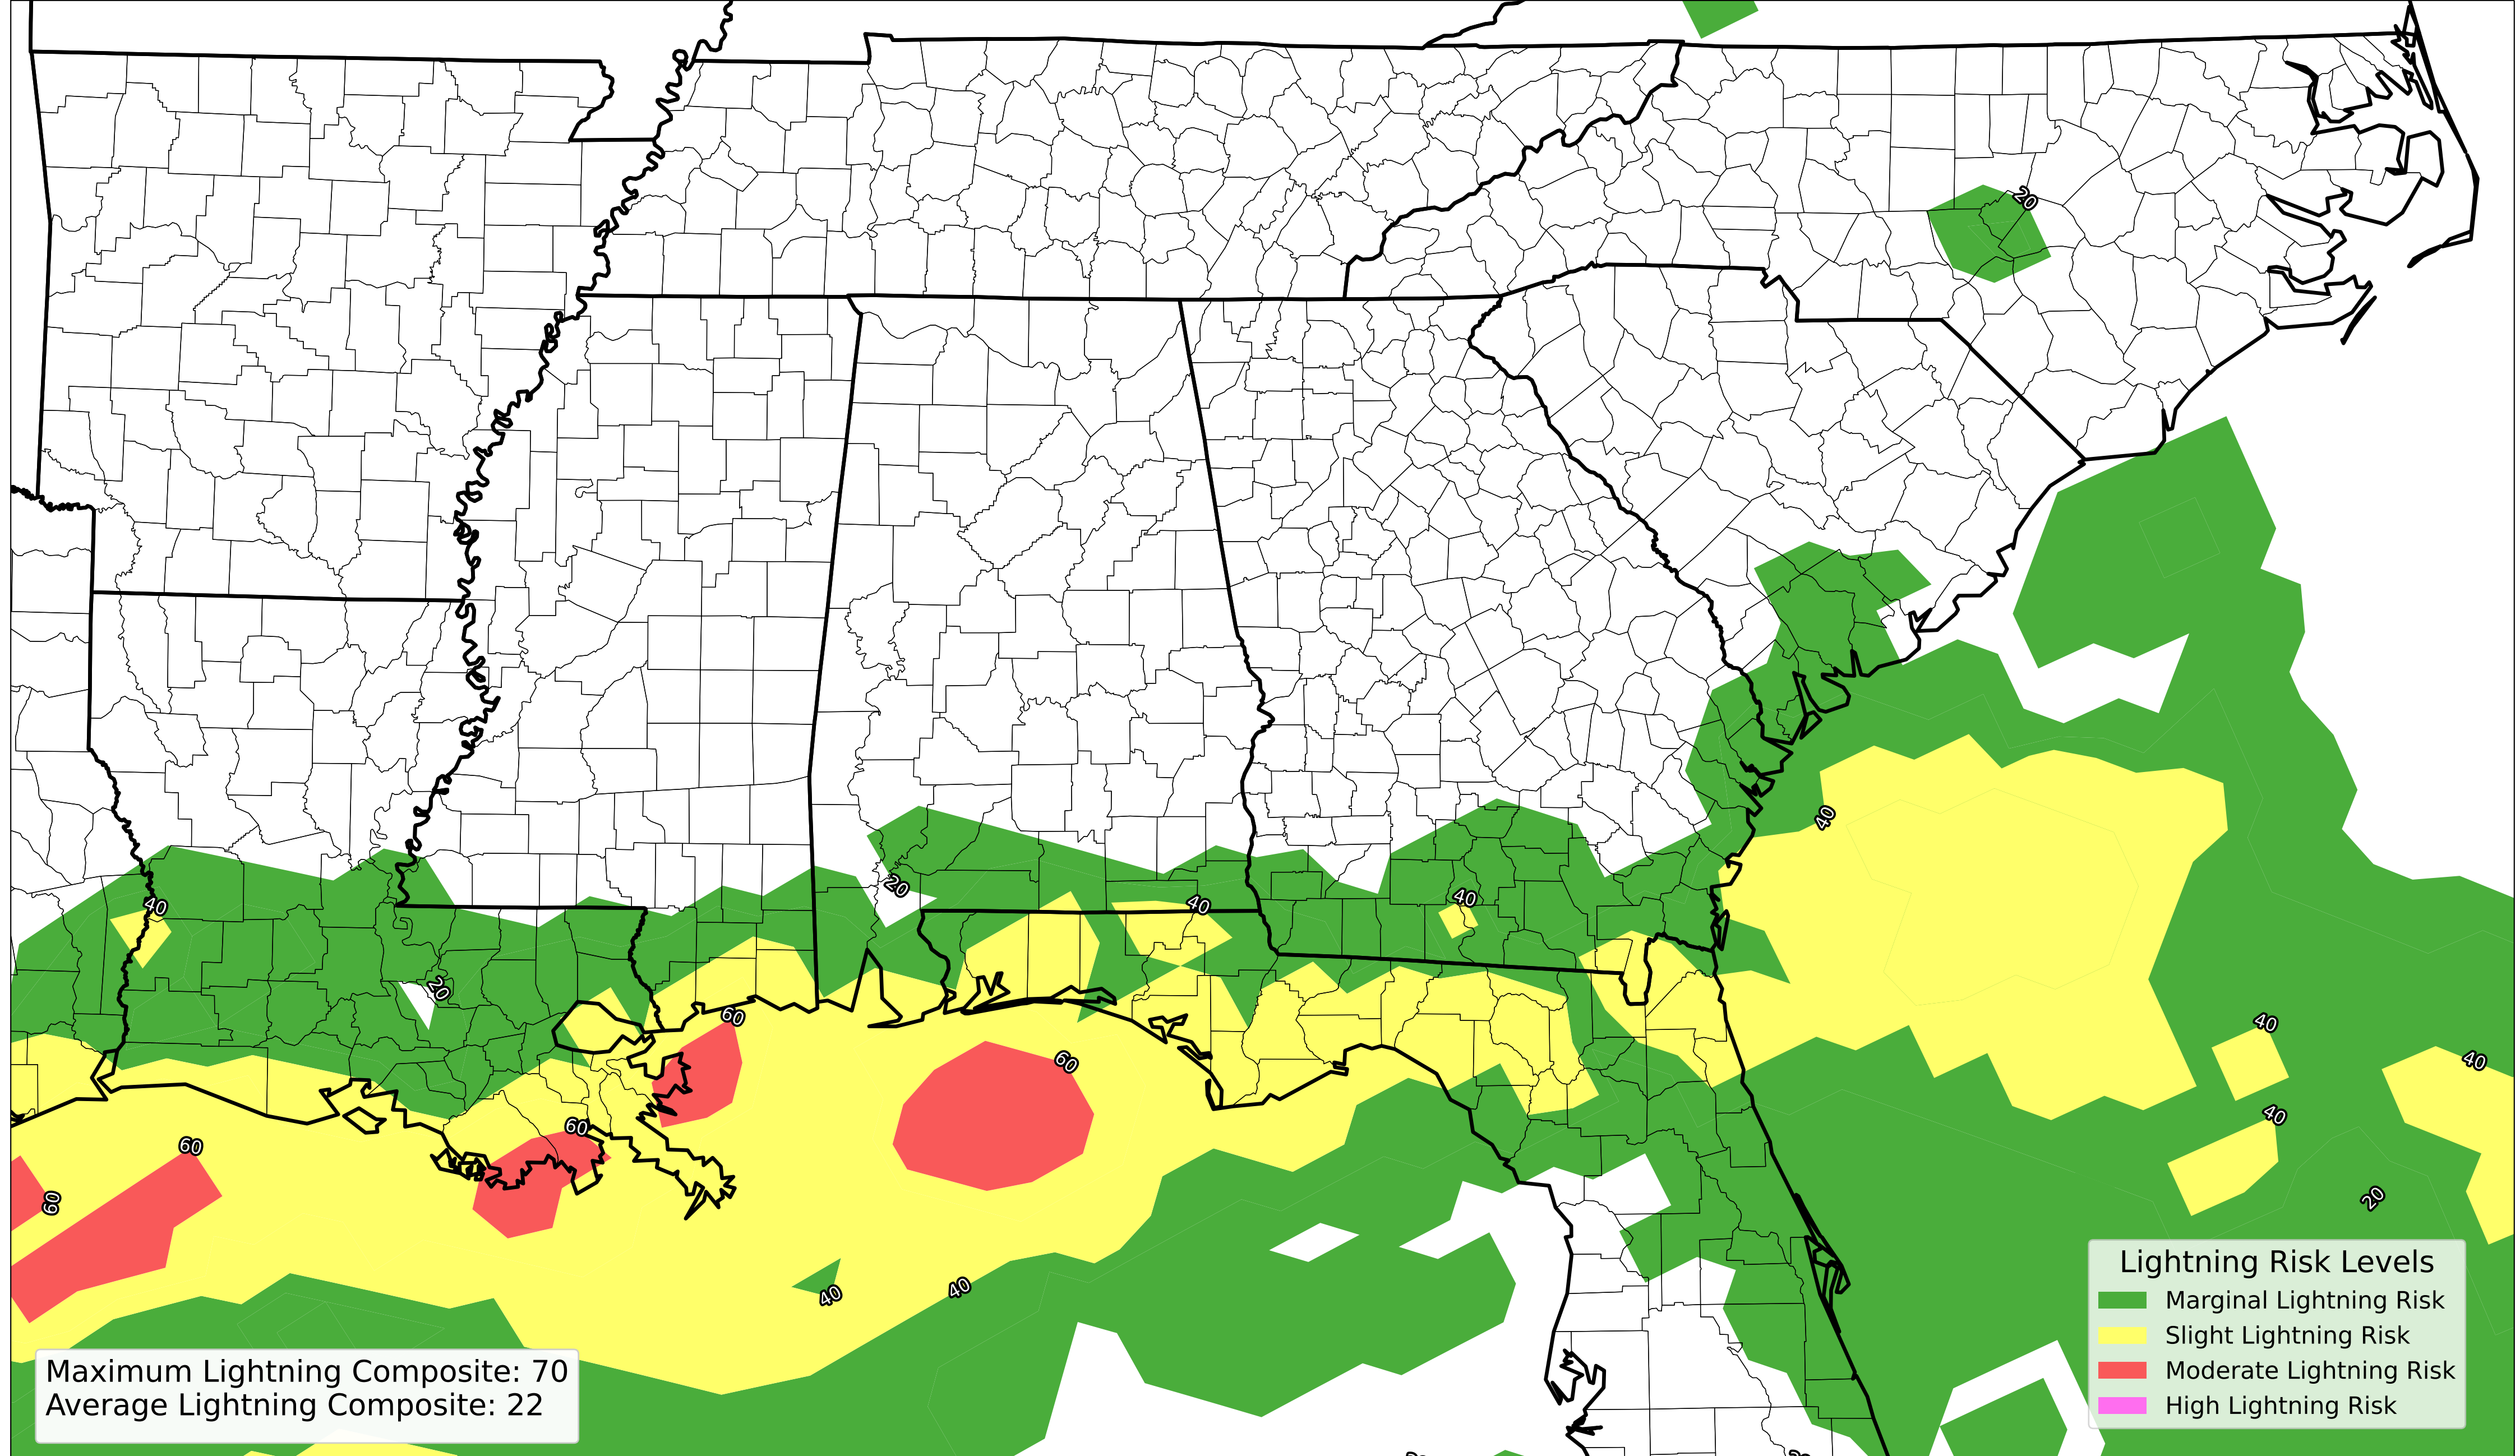 20
40
20
40
40
40
20
60
60
60
60
60
40
40
40
40
40
20
Lightning Risk Levels
Marginal Lightning Risk
Slight Lightning Risk
Moderate Lightning Risk
High Lightning Risk
Maximum Lightning Composite: 70
Average Lightning Composite: 22